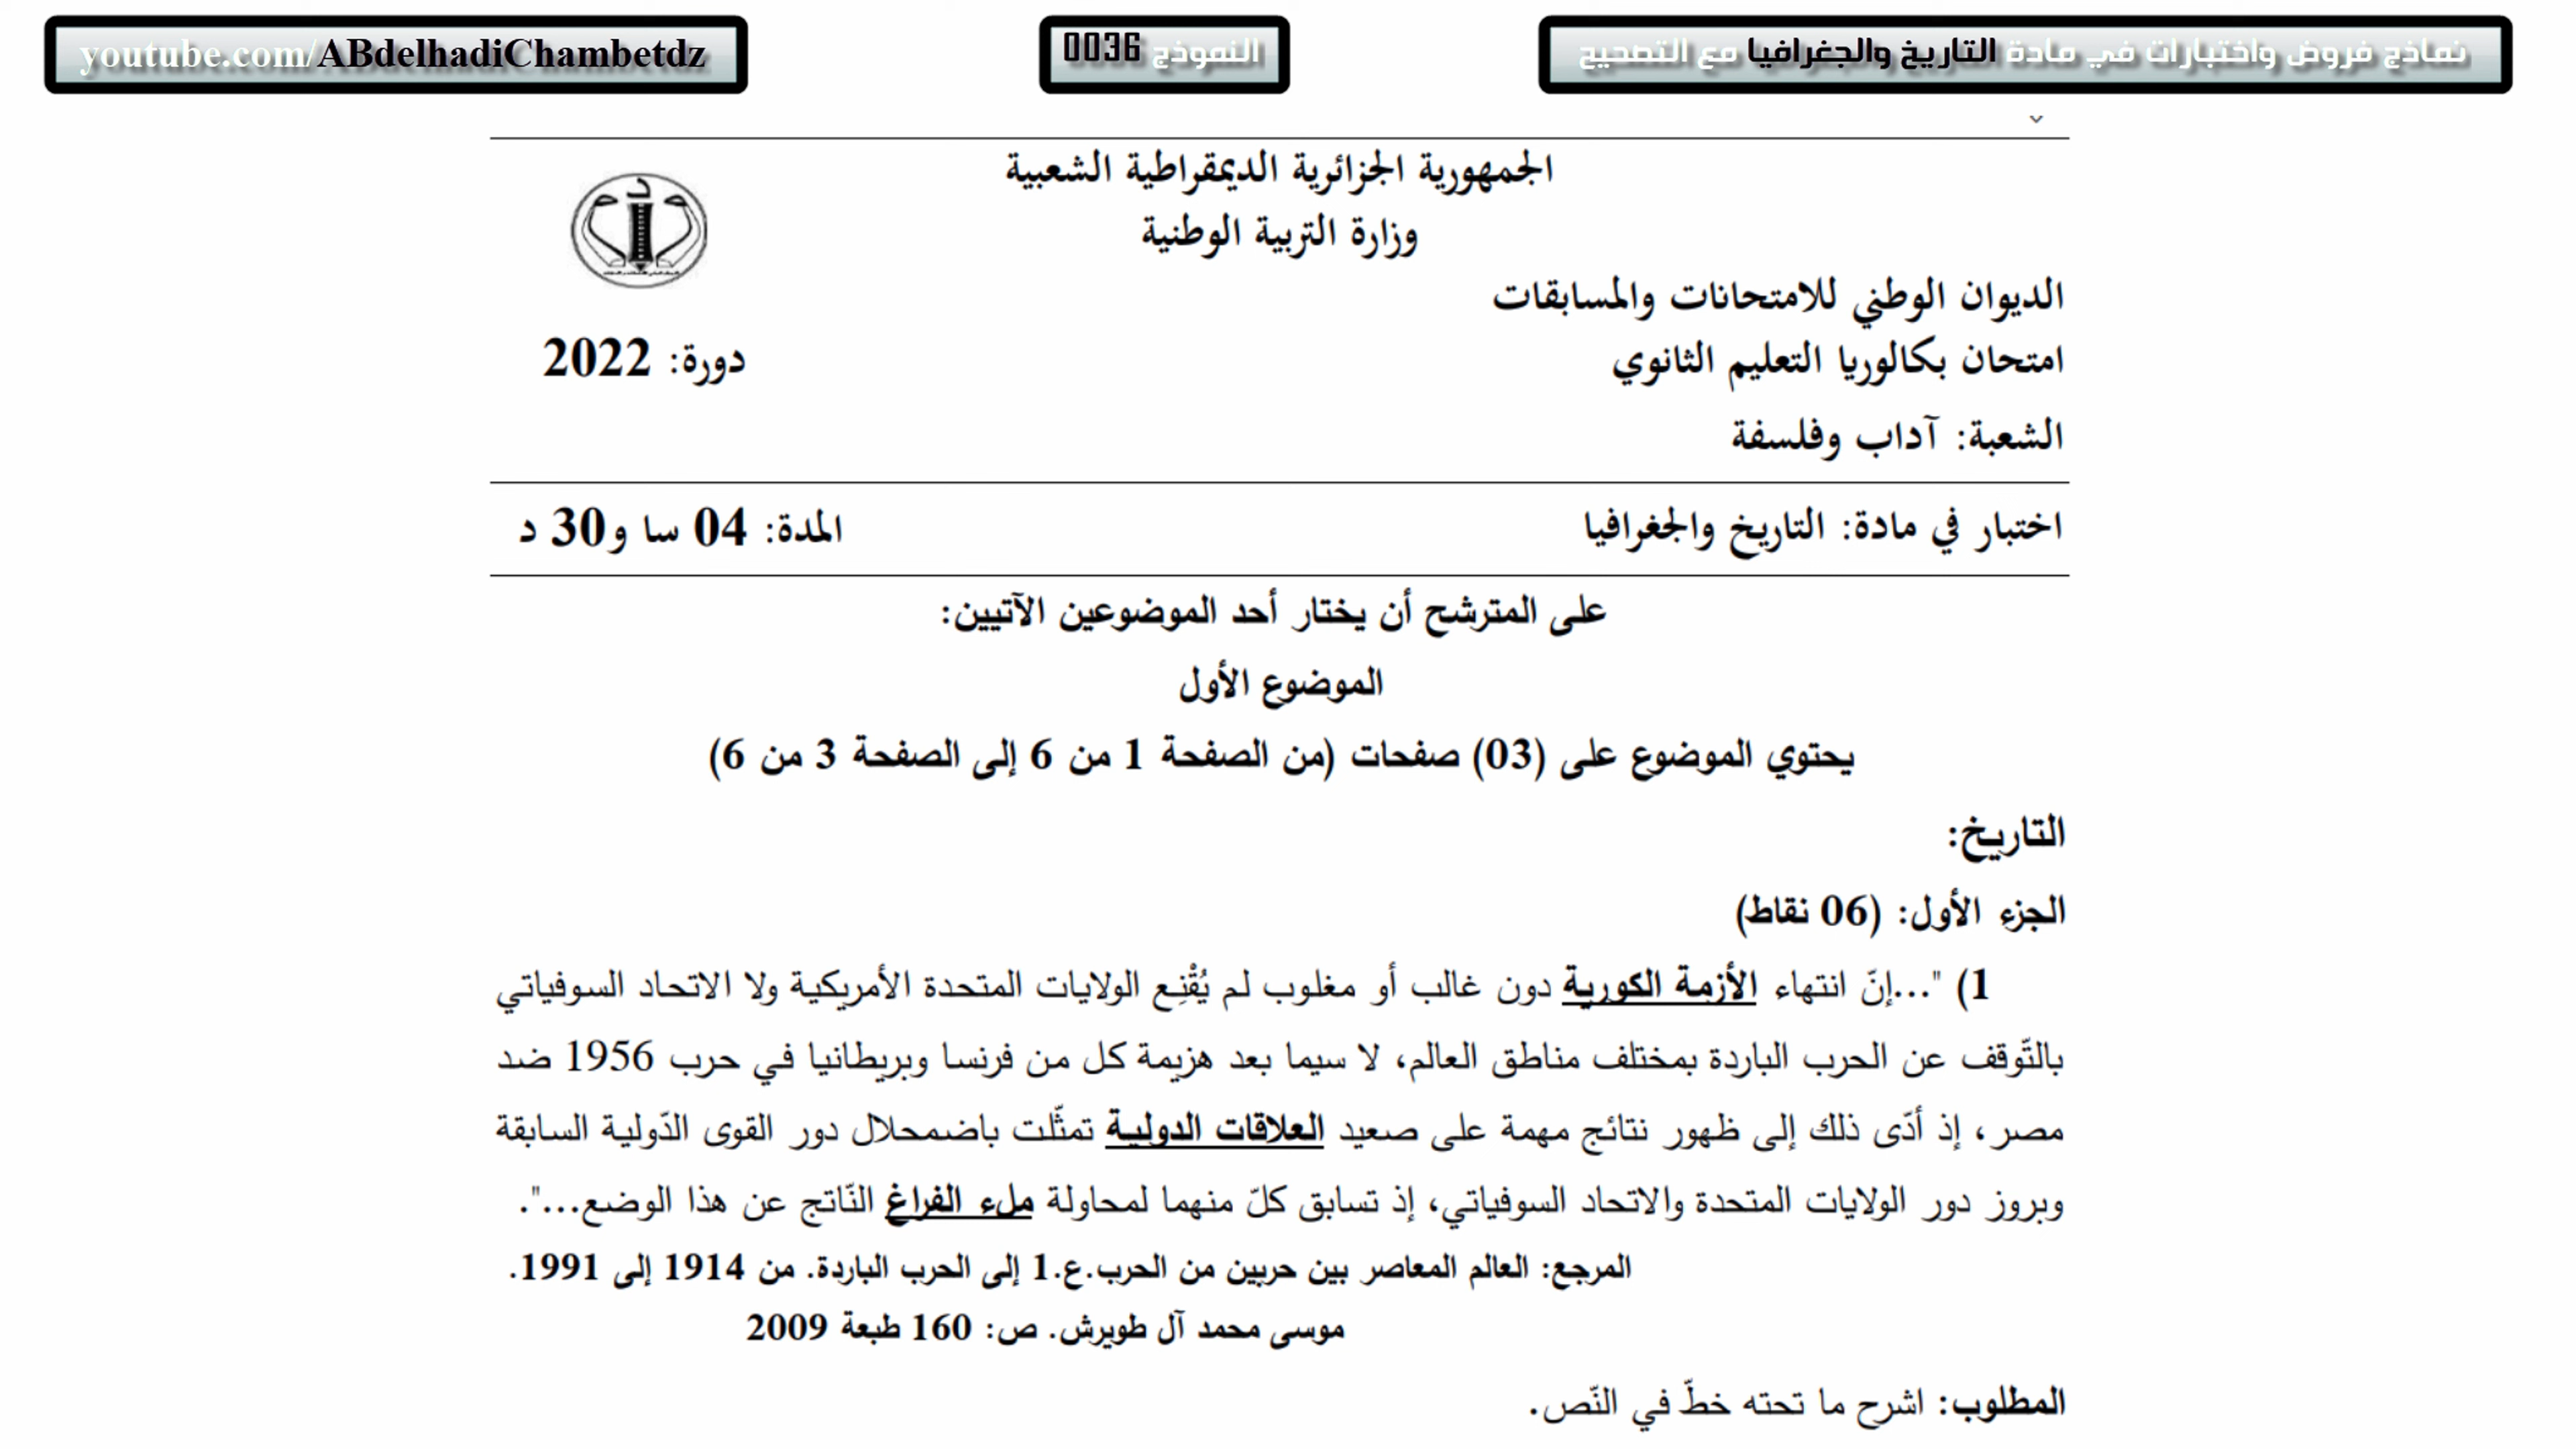 نماذج فروض واختبارات في مادة التاريخ والجغرافيا مع التصحيح
النموذج 0036
youtube.com/ABdelhadiChambetdz
الجمهورية الجزائرية الديمقراطية الشعبية
وزارة التربية الوطنية
الديوان الوطني للامتحانات والمسابقات
امتحان بكالوريا التعليم الثانوي
دورة: 2022
الشعبة: آداب وفلسفة
اختبار في مادة: التاريخ والجغرافيا
المدة: 04 سا و30 د
على المترشح أن يختار أحد الموضوعين الآتيين:
الموضوع الأول
يحتوي الموضوع على (03) صفحات (من الصفحة 1 من 6 إلى الصفحة 3 من 6)
التاريخ:
الجزء الأول: (06 نقاط)
1) "...إنّ انتهاء الأزمة الكورية دون غالب أو مغلوب لم يُقْنِع الولايات المتحدة الأمريكية ولا الاتحاد السوفياتي
بالتّوقف عن الحرب الباردة بمختلف مناطق العالم، لا سيما بعد هزيمة كل من فرنسا وبريطانيا في حرب 1956 ضد
مصر، إذ أدّى ذلك إلى ظهور نتائج مهمة على صعيد العلاقات الدولية تمثّلت باضمحلال دور القوى الدّولية السابقة
وبروز دور الولايات المتحدة والاتحاد السوفياتي، إذ تسابق كلّ منهما لمحاولة ملء الفراغ النّاتج عن هذا الوضع...".
المرجع: العالم المعاصر بين حربين من الحرب.ع.1 إلى الحرب الباردة. من 1914 إلى 1991.
موسى محمد آل طويرش. ص: 160 طبعة 2009
المطلوب: اشرح ما تحته خطّ في النّص.